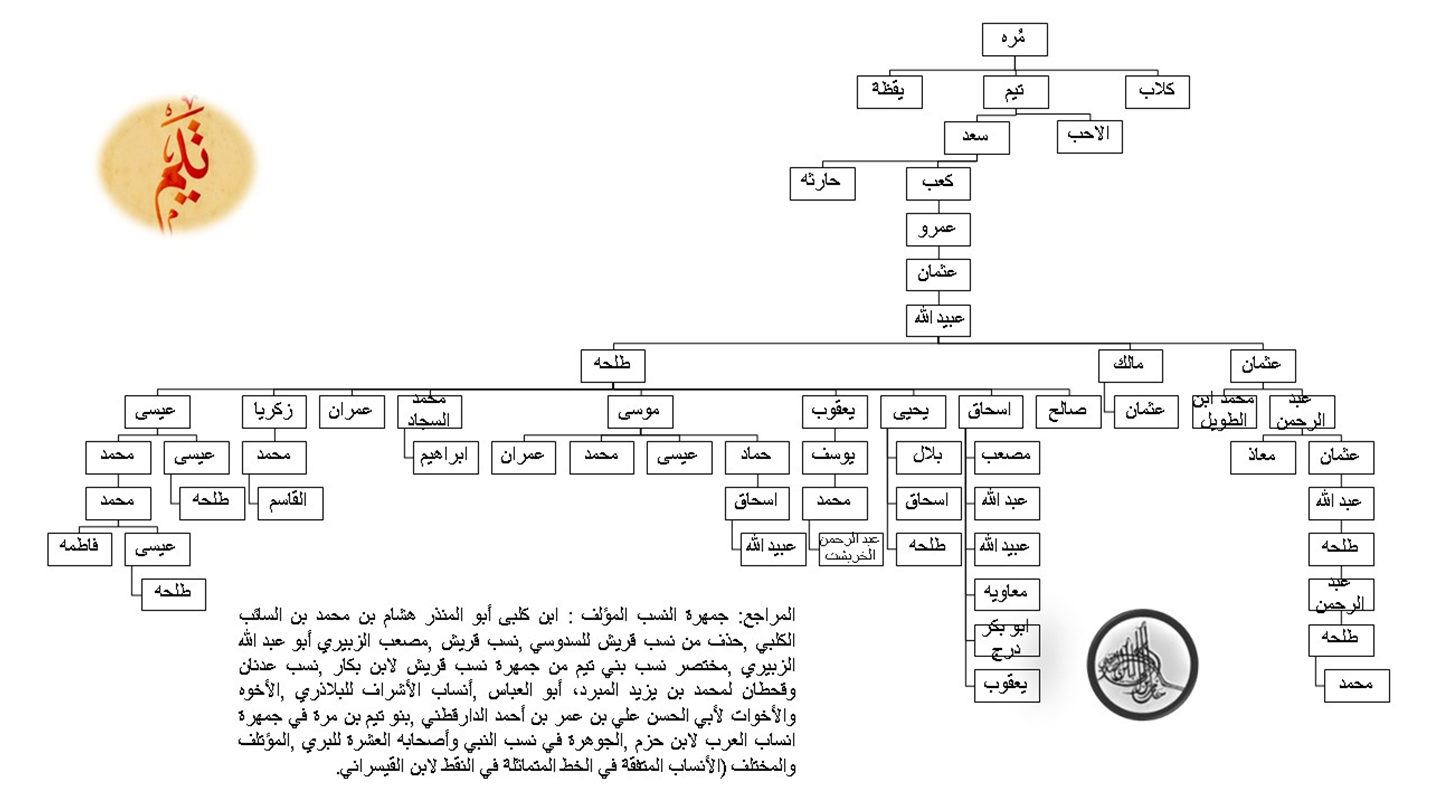 مُره
كلاب
تيم
يقظة
الاحب
سعد
كعب
حارثه
عمرو
عثمان
عبيد الله
عثمان
مالك
طلحه
عبد الرحمن
محمد ابن الطويل
عثمان
صالح
اسحاق
يحيى
يعقوب
موسى
محمد السجاد
عمران
زكريا
عيسى
عثمان
معاذ
مصعب
بلال
يوسف
حماد
عيسى
محمد
عمران
ابراهيم
محمد
عيسى
محمد
عبد الله
عبد الله
اسحاق
محمد
اسحاق
القاسم
طلحه
محمد
طلحه
عبيد الله
طلحه
عبد الرحمن الخربشت
عبيد الله
عيسى
فاطمه
عبد الرحمن
معاويه
طلحه
طلحه
ابو بكر درج
محمد
يعقوب
تيم
المراجع: جمهرة النسب المؤلف : ابن كلبى أبو المنذر هشام بن محمد بن السائب
الكلبي ,حذف من نسب قريش للسدوسي ,نسب قريش ,مصعب الزبيري أبو عبد الله
الزبيري ,مختصر نسب بني تيم من جمهرة نسب قريش لابن بكار ,نسب عدنان
وقحطان لمحمد بن يزيد المبرد، أبو العباس ,أنساب الأشراف للبلاذري ,الأخوه
والأخوات لأبي الحسن علي بن عمر بن أحمد الدارقطني ,بنو تيم بن مرة في جمهرة
انساب العرب لابن حزم ,الجوهرة في نسب النبي وأصحابه العشرة للبري ,المؤتلف
والمختلف (الأنساب المتفقة في الخط المتماثلة في النقط لابن القيسراني.